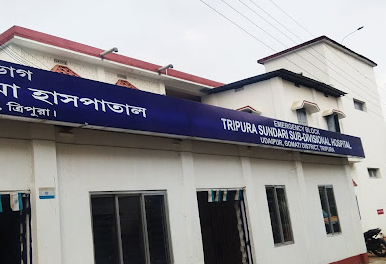 ভাগ
হাসপাতাল
, ত্রিপুরা।
EMERGENCY BLOCK
TRIPURA SUNDARI SUB-DIVISIONAL HOSPITAL
UDAIPUR, GOMATI DISTRICT, TRIPURA